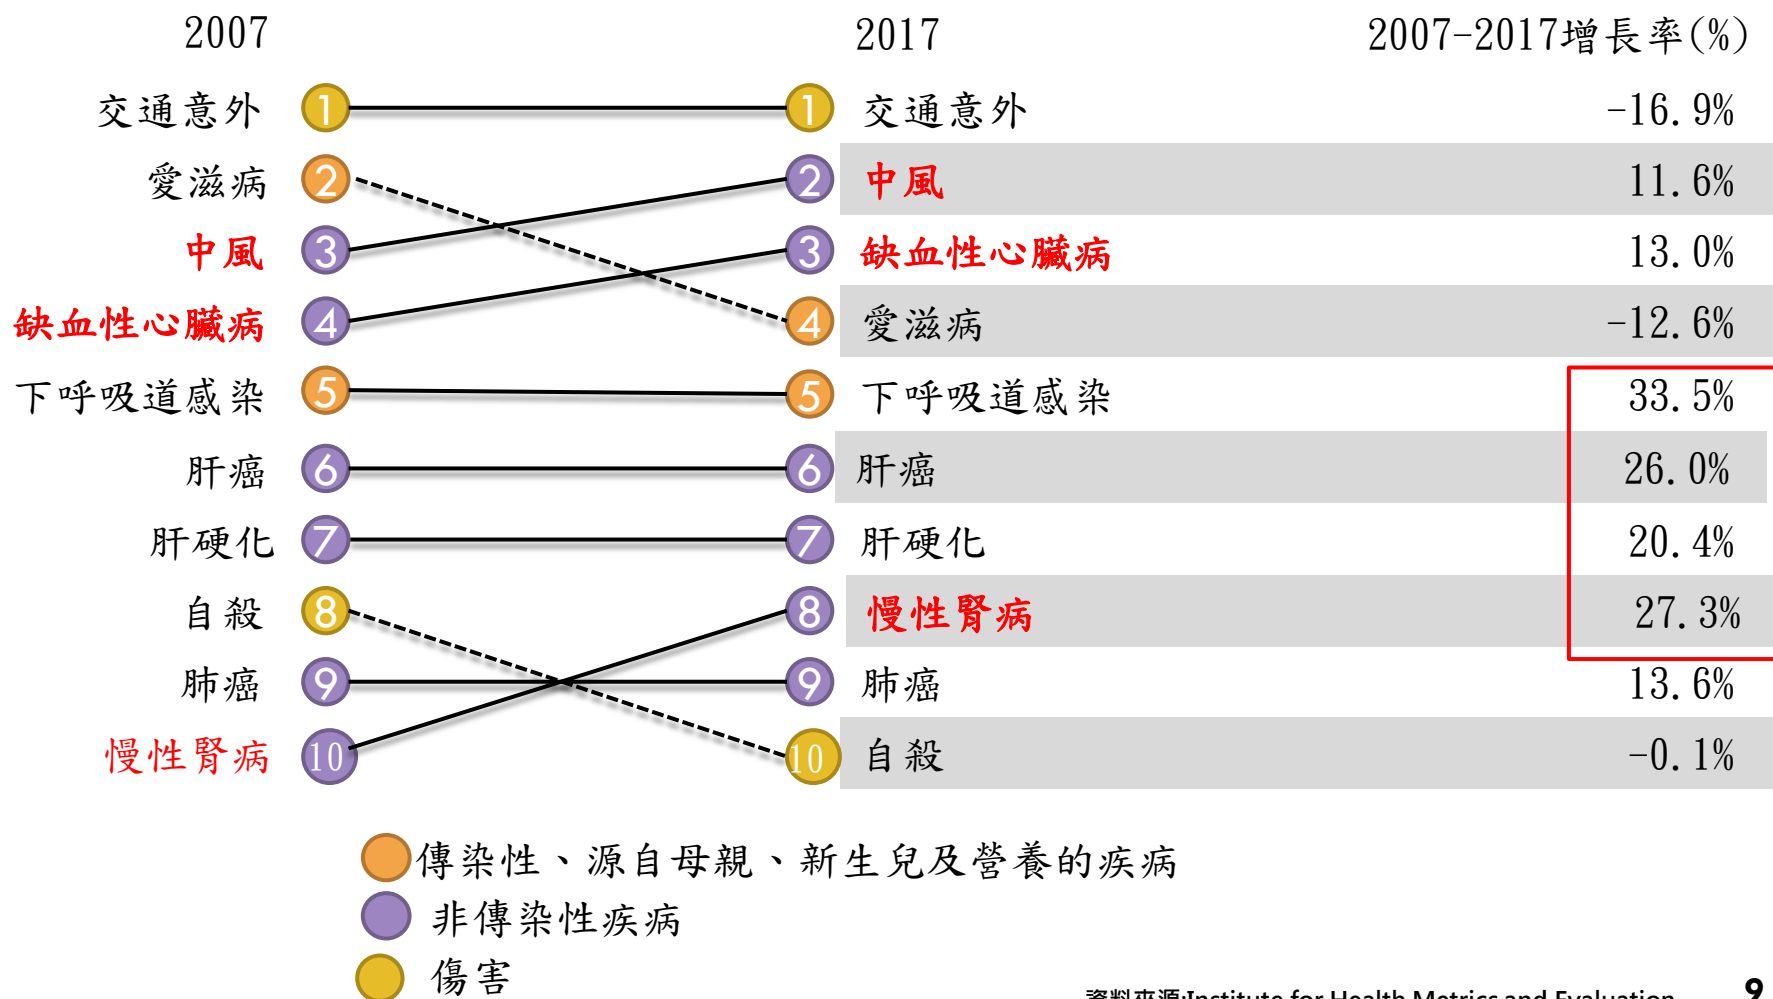 2007 2017 2007-2017增長率(%)
交通意外 1 1 交通意外 -16.9%
愛滋病 2 2 中風 11.6%
中風 3 3 缺血性心臟病 13.0%
缺血性心臟病 4 4 愛滋病 -12.6%
下呼吸道感染 5 5 下呼吸道感染 33.5%
肝癌 6 6 肝癌 26.0%
肝硬化 7 7 肝硬化 20.4%
自殺 8 8 慢性腎病 27.3%
肺癌 9 9 肺癌 13.6%
慢性腎病 10 10 自殺 -0.1%
傳染性、源自母親、新生兒及營養的疾病
非傳染性疾病
傷害
資料來源:Institute for Health Metrics and Evaluation 9